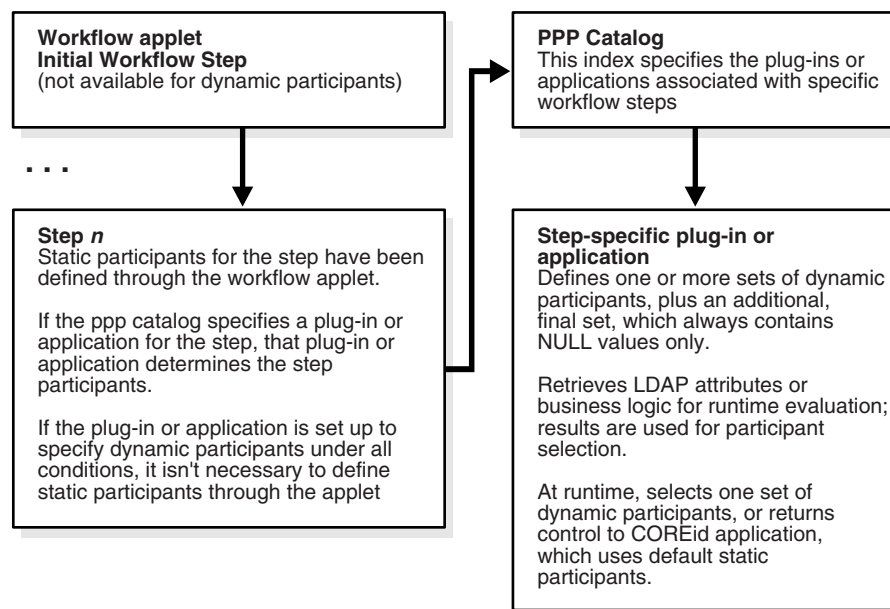 Workflow applet
Initial Workflow Step
(not available for dynamic participants)
. . .
Step n
Static participants for the step have been
defined through the workflow applet.
If the ppp catalog specifies a plug-in or
application for the step, that plug-in or
application determines the step
participants.
If the plug-in or application is set up to
specify dynamic participants under all
conditions, it isn't necessary to define
static participants through the applet
PPP Catalog
This index specifies the plug-ins or
applications associated with specific
workflow steps
Step-specific plug-in or
application
Defines one or more sets of dynamic
participants, plus an additional,
final set, which always contains
NULL values only.
Retrieves LDAP attributes or
business logic for runtime evaluation;
results are used for participant
selection.
At runtime, selects one set of
dynamic participants, or returns
control to COREid application,
which uses default static
participants.